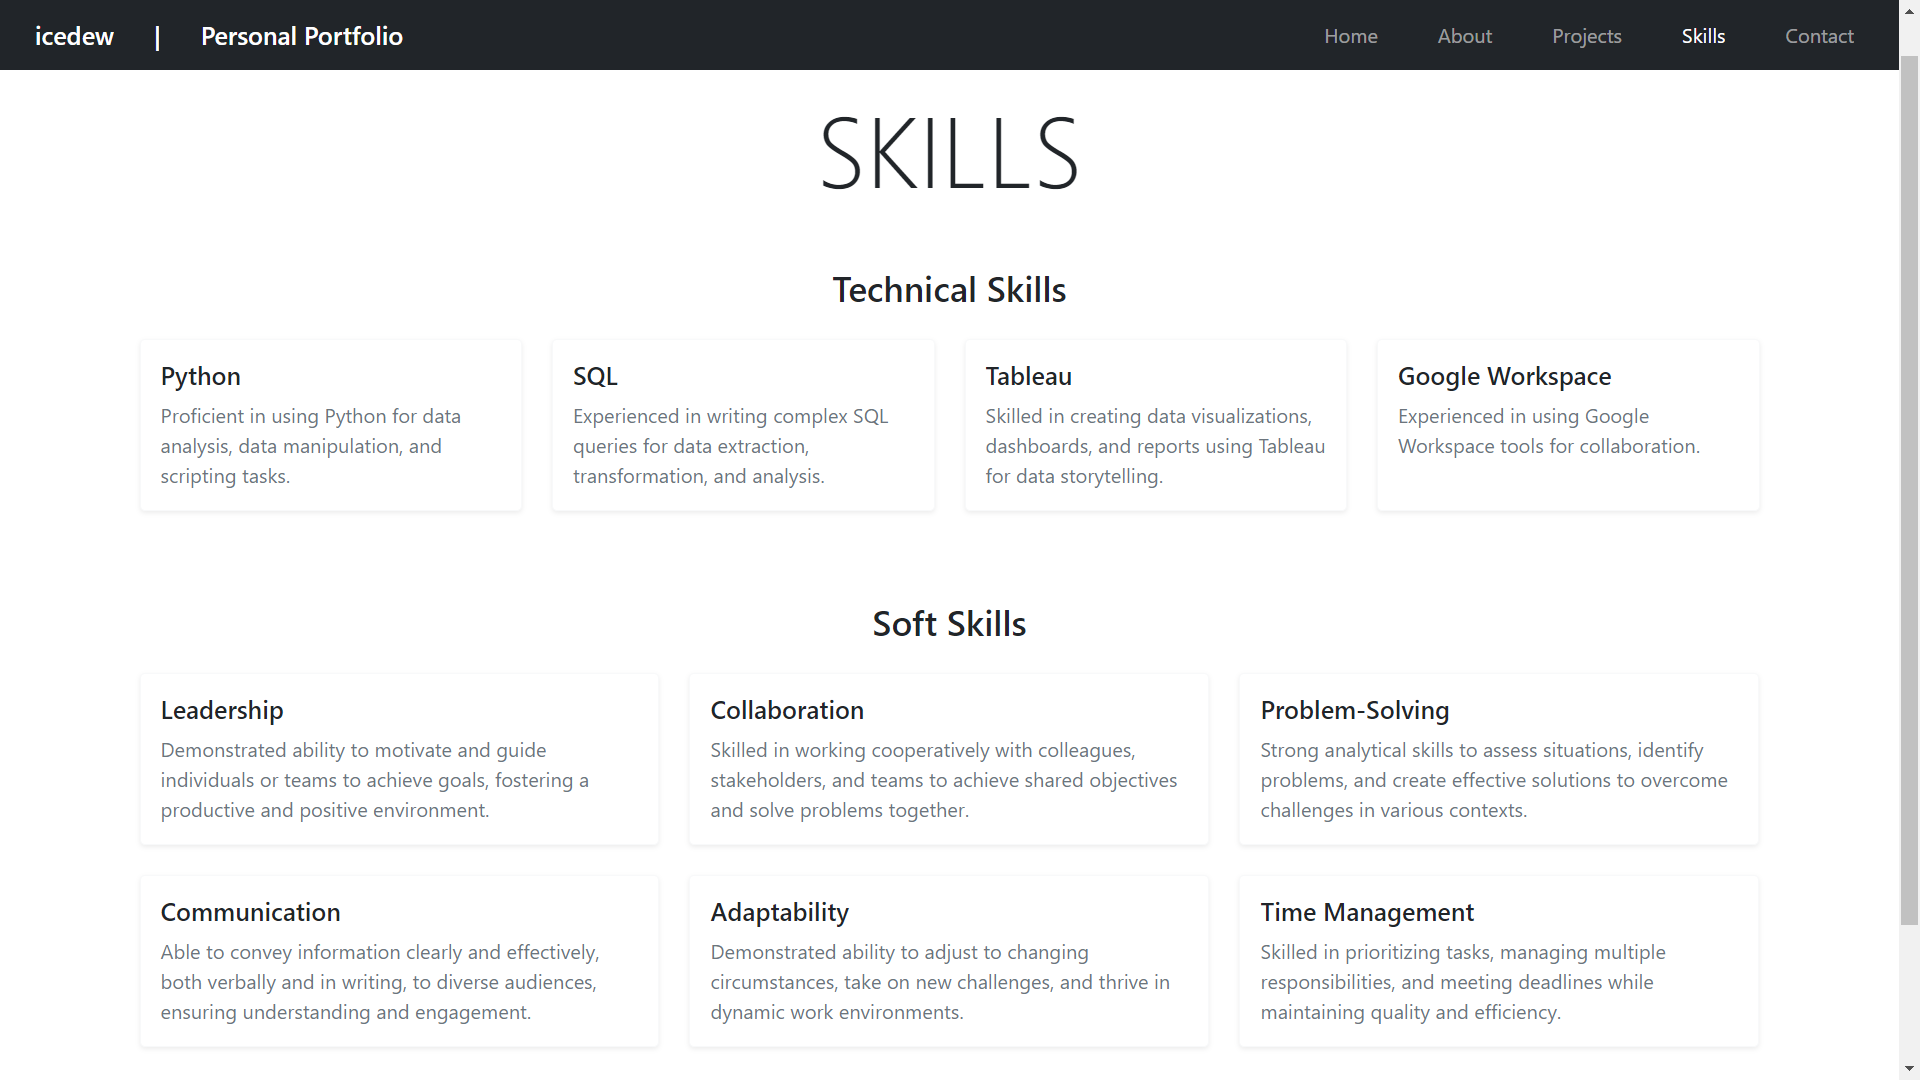 icedew | Personal Portfolio Home About Projects Skills Contact
SKILLS
Technical Skills
Python
Proficient in using Python for data
analysis, data manipulation, and
scripting tasks.
SQL
Experienced in writing complex SQL
queries for data extraction,
transformation, and analysis.
Tableau
Skilled in creating data visualizations,
dashboards, and reports using Tableau
for data storytelling.
Google Workspace
Experienced in using Google
Workspace tools for collaboration.
Soft Skills
Leadership
Demonstrated ability to motivate and guide
individuals or teams to achieve goals, fostering a
productive and positive environment.
Collaboration
Skilled in working cooperatively with colleagues,
stakeholders, and teams to achieve shared objectives
and solve problems together.
Problem-Solving
Strong analytical skills to assess situations, identify
problems, and create effective solutions to overcome
challenges in various contexts.
Communication
Able to convey information clearly and effectively,
both verbally and in writing, to diverse audiences,
ensuring understanding and engagement.
Adaptability
Demonstrated ability to adjust to changing
circumstances, take on new challenges, and thrive in
dynamic work environments.
Time Management
Skilled in prioritizing tasks, managing multiple
responsibilities, and meeting deadlines while
maintaining quality and efficiency.